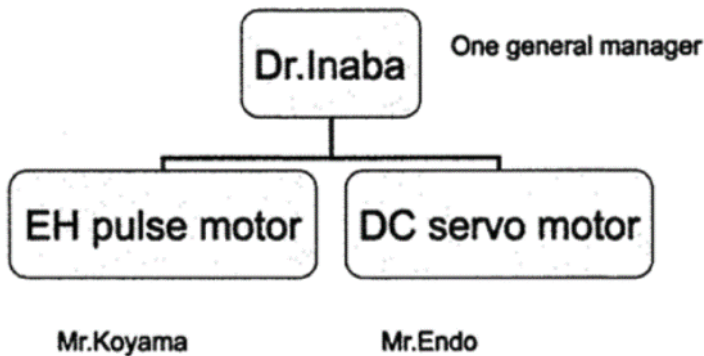 Dr.Inaba
One general manager
EH pulse motor
DC servo motor
Mr.Koyama
Mr.Endo